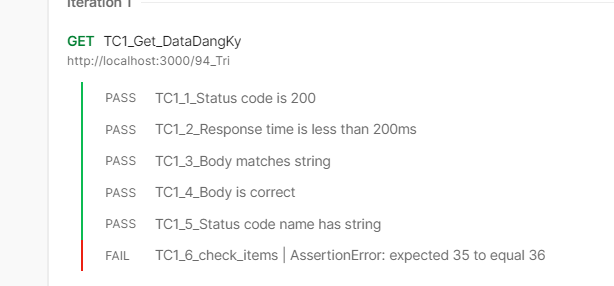 Iteration 1
GET TC1_Get_DataDangKy
http://localhost:3000/94_Tri
PASS TC1_1_Status code is 200
PASS TC1_2_Response time is less than 200ms
PASS TC1_3_Body matches string
PASS TC1_4_Body is correct
PASS TC1_5_Status code name has string
FAIL TC1_6_check_items | AssertionError: expected 35 to equal 36